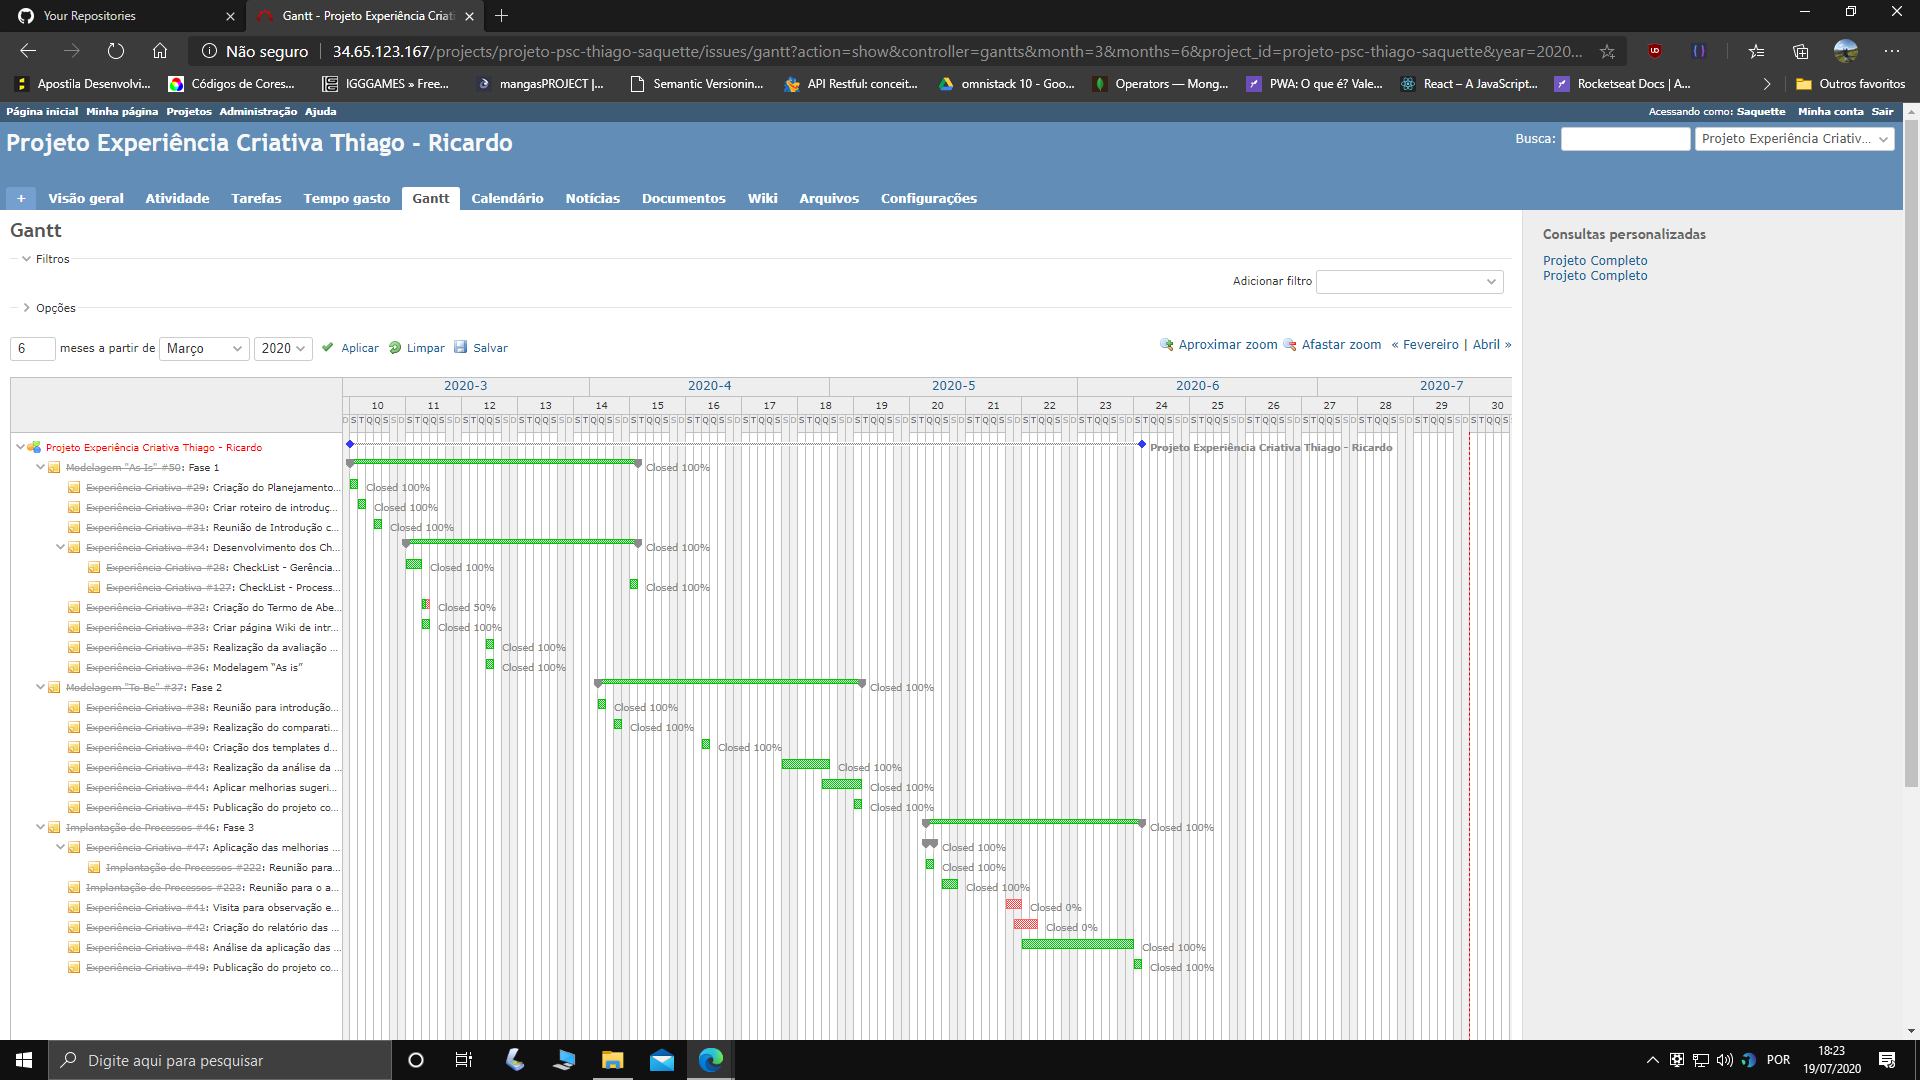 Your Repositories
Gantt - Projeto Experiência Criati
Não seguro
34.65.123.167/projects/projeto-psc-thiago-saquette/issues/gantt?action=show&controller=gantts&month=3&months=6&project_id=projeto-psc-thiago-saquette&year=2020...
Apostila Desenvolvi...
Códigos de Cores...
IGGGAMES » Free...
mangasPROJECT |...
Semantic Versionin...
API Restful: conceit...
omnistack 10 - Goo...
Operators — Mong...
PWA: O que é? Vale...
React – A JavaScript...
Rocketseat Docs | A...
Outros favoritos
Página inicial Minha página Projetos Administração Ajuda
Acessando como: Saquette Minha conta Sair
Projeto Experiência Criativa Thiago - Ricardo
Busca:
Projeto Experiência Criativ...
+ Visão geral Atividade Tarefas Tempo gasto Gantt Calendário Notícias Documentos Wiki Arquivos Configurações
Gantt
Filtros
Adicionar filtro
Opções
6 meses a partir de Março 2020 Aplicar Limpar Salvar
Aproximar zoom Afastar zoom « Fevereiro | Abril »
Consultas personalizadas
Projeto Completo
Projeto Completo
2020-3 2020-4 2020-5 2020-6 2020-7
10 11 12 13 14 15 16 17 18 19 20 21 22 23 24 25 26 27 28 29 30
Projeto Experiência Criativa Thiago - Ricardo
Projeto Experiência Criativa Thiago - Ricardo
Modelagem "As Is" #50: Fase 1 Closed 100%
Experiência Criativa #29: Criação do Planejamento... Closed 100%
Experiência Criativa #30: Criar roteiro de introduç... Closed 100%
Experiência Criativa #31: Reunião de Introdução c... Closed 100%
Experiência Criativa #34: Desenvolvimento dos Ch... Closed 100%
Experiência Criativa #28: CheckList - Gerência... Closed 100%
Experiência Criativa #127: CheckList - Process... Closed 100%
Experiência Criativa #32: Criação do Termo de Abe... Closed 50%
Experiência Criativa #33: Criar página Wiki de intr... Closed 100%
Experiência Criativa #35: Realização da avaliação ... Closed 100%
Experiência Criativa #36: Modelagem “As is” Closed 100%
Modelagem "To Be" #37: Fase 2 Closed 100%
Experiência Criativa #38: Reunião para introdução... Closed 100%
Experiência Criativa #39: Realização do comparati... Closed 100%
Experiência Criativa #40: Criação dos templates d... Closed 100%
Experiência Criativa #43: Realização da análise da ... Closed 100%
Experiência Criativa #44: Aplicar melhorias sugeri... Closed 100%
Experiência Criativa #45: Publicação do projeto co... Closed 100%
Implantação de Processos #46: Fase 3 Closed 100%
Experiência Criativa #47: Aplicação das melhorias ... Closed 100%
Implantação de Processos #222: Reunião para... Closed 100%
Implantação de Processos #223: Reunião para o a... Closed 100%
Experiência Criativa #41: Visita para observação e... Closed 0%
Experiência Criativa #42: Criação do relatório das ... Closed 0%
Experiência Criativa #48: Análise da aplicação das ... Closed 100%
Experiência Criativa #49: Publicação do projeto co... Closed 100%
Digite aqui para pesquisar
POR
18:23
19/07/2020